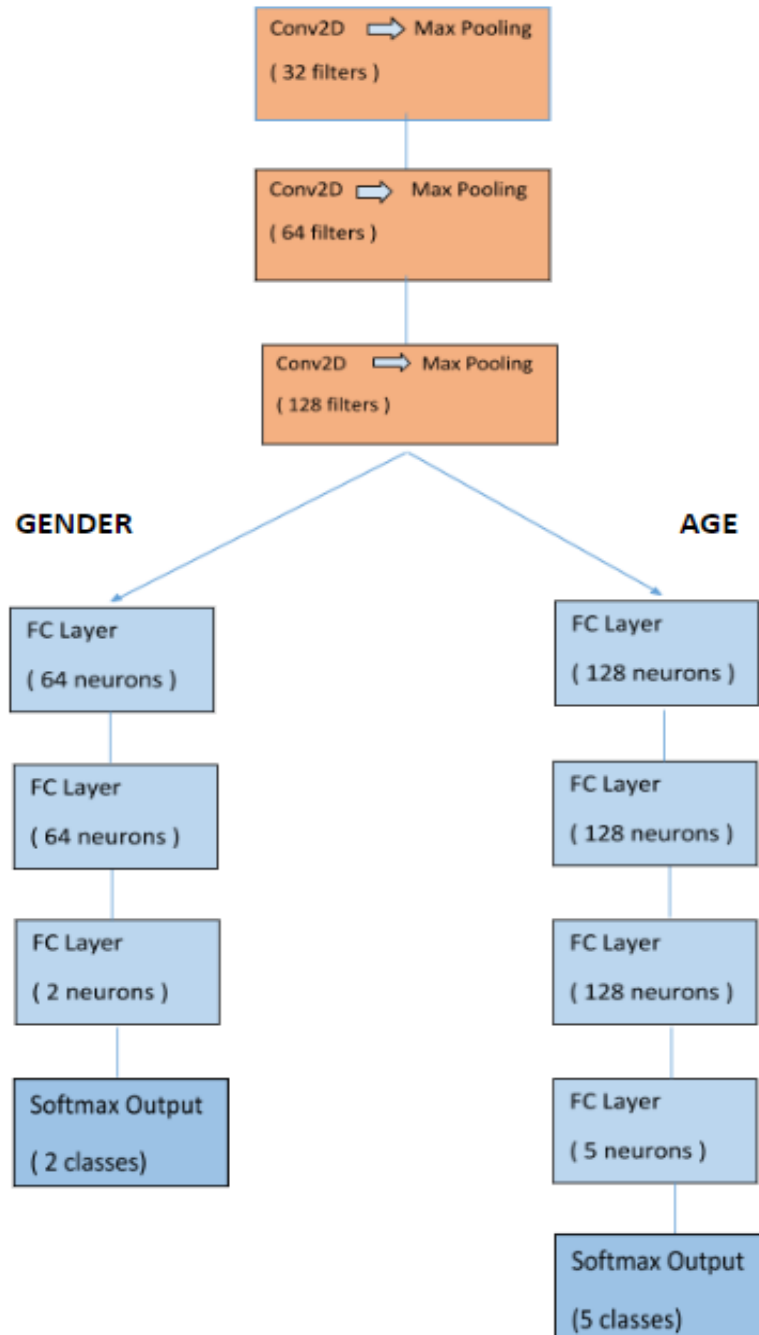 Conv2D Max Pooling
( 32 filters )
Conv2D Max Pooling
( 64 filters )
Conv2D Max Pooling
( 128 filters )
GENDER
FC Layer
( 64 neurons )
FC Layer
( 64 neurons )
FC Layer
( 2 neurons )
Softmax Output
( 2 classes)
AGE
FC Layer
( 128 neurons )
FC Layer
( 128 neurons )
FC Layer
( 128 neurons )
FC Layer
( 5 neurons )
Softmax Output
(5 classes)